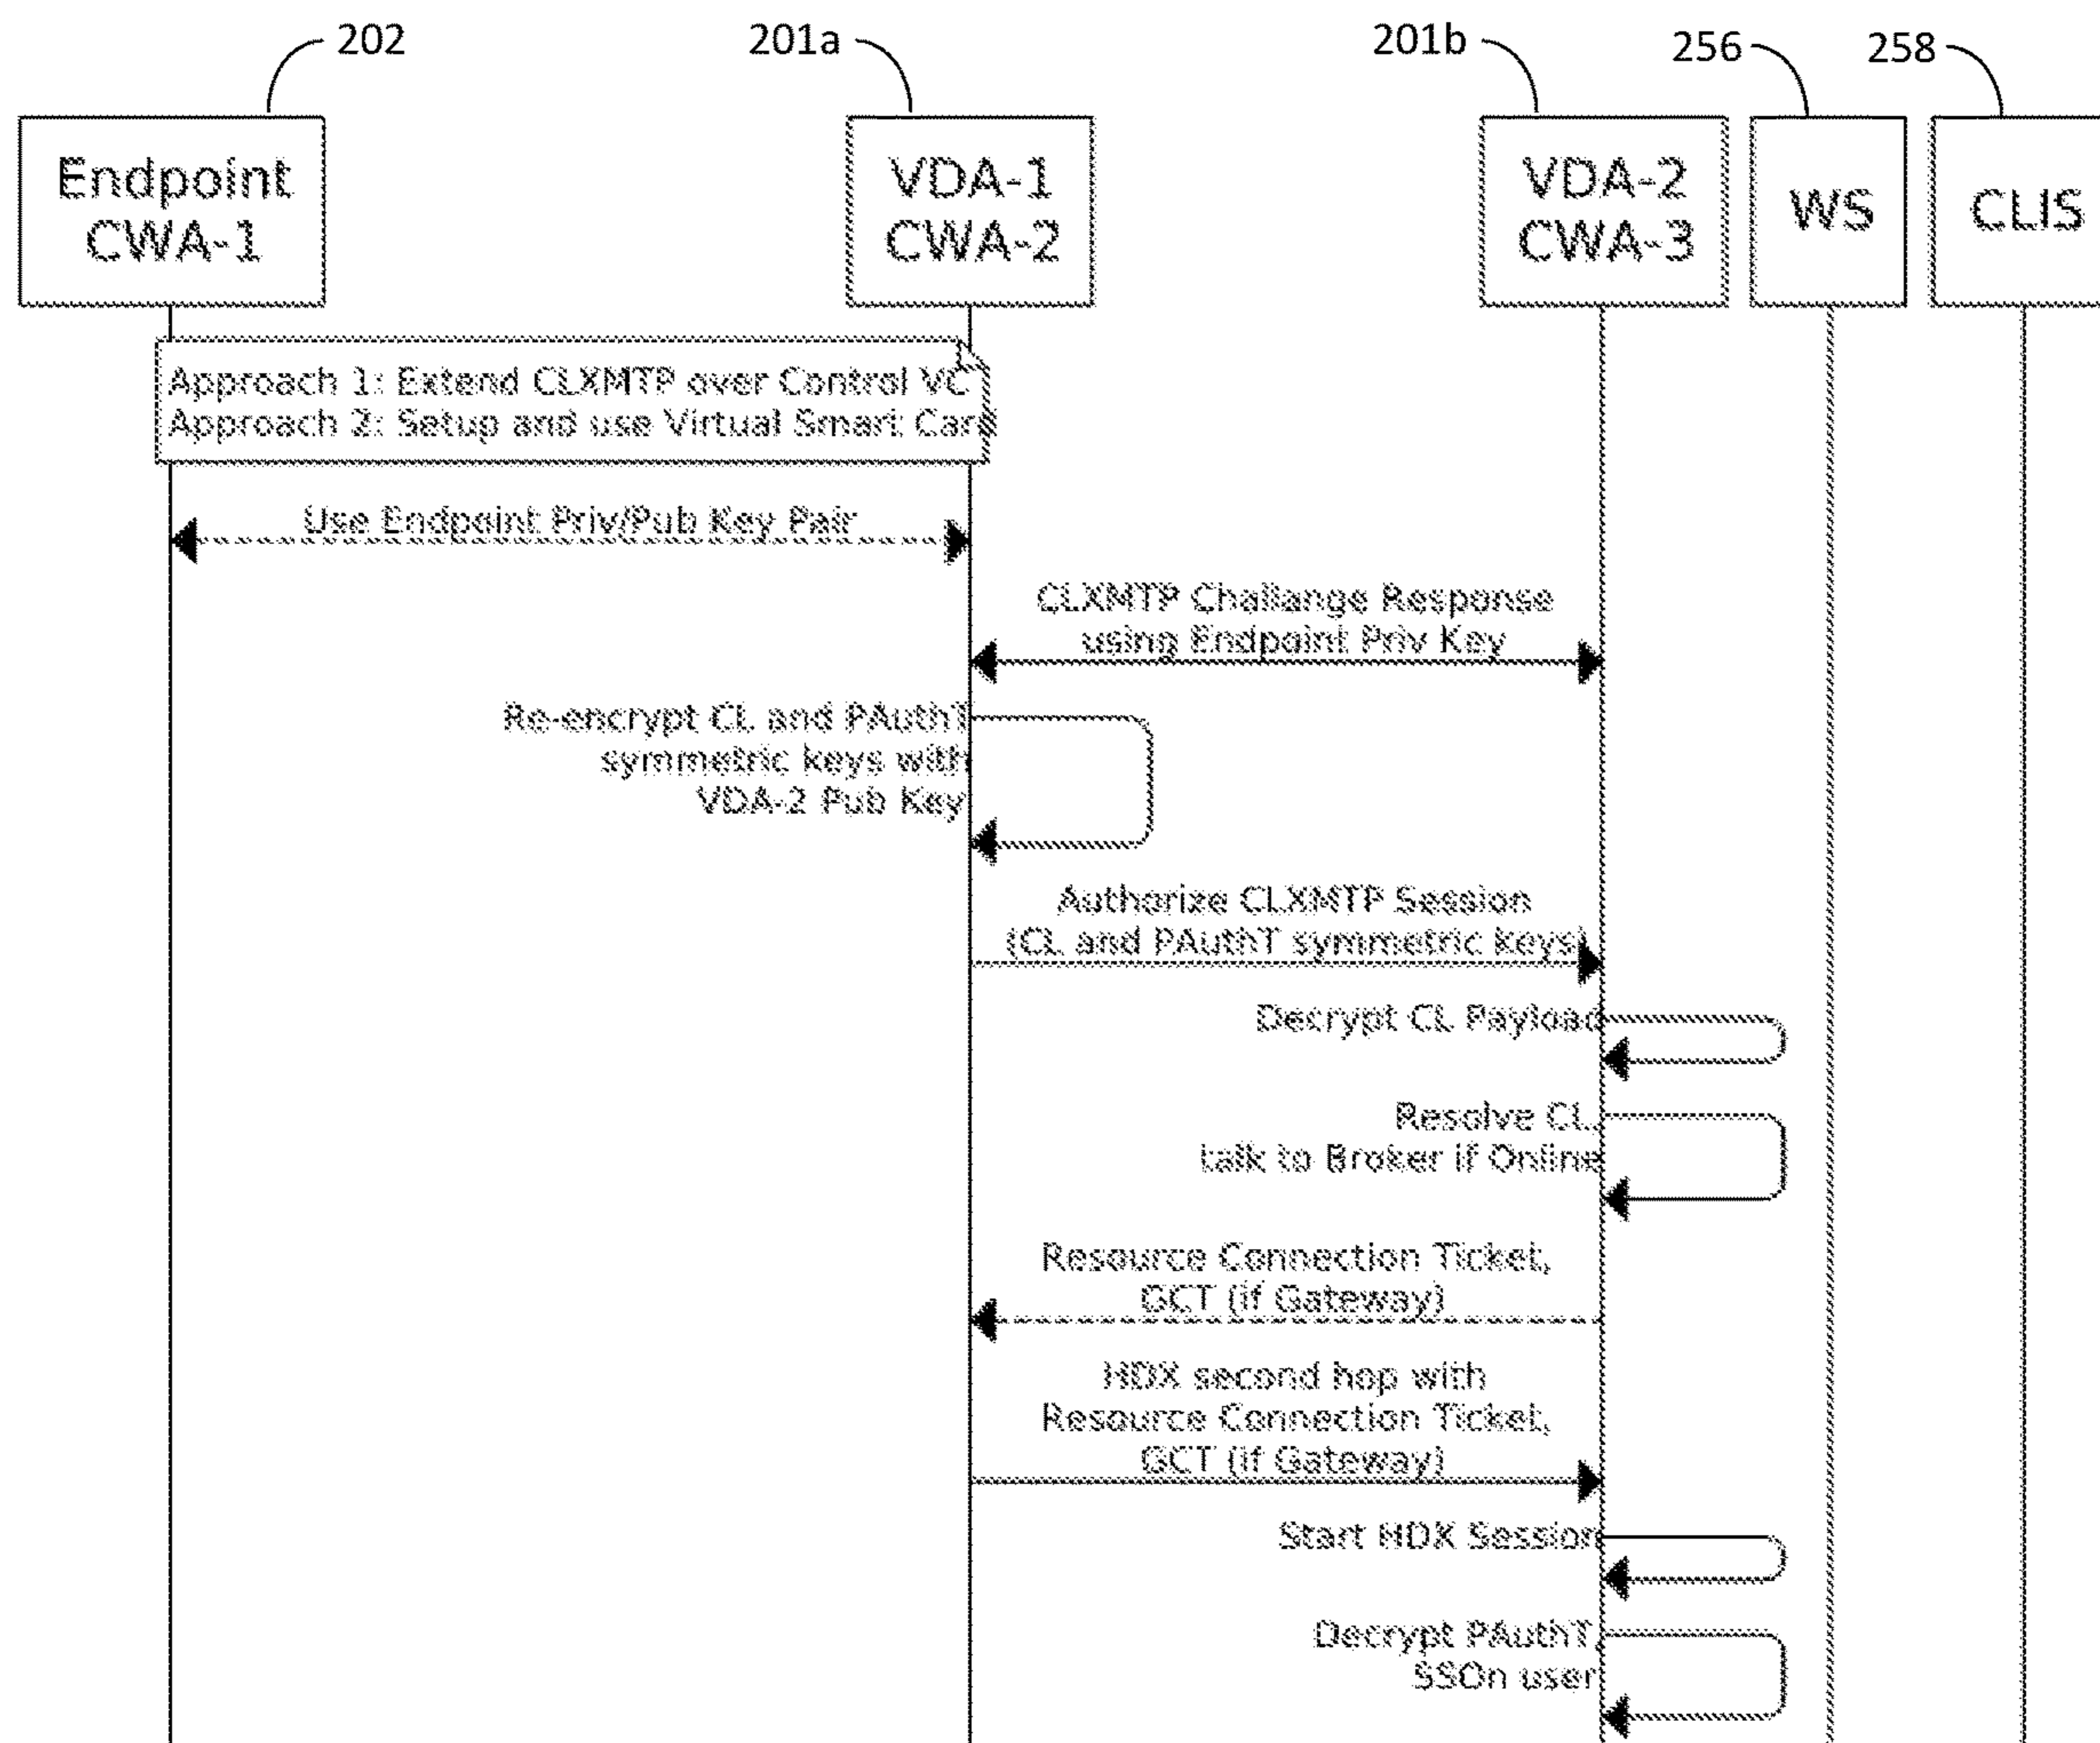 202
201a
201b
256
258
Endpoint
CWA-1
VDA-1
CWA-2
VDA-2
CWA-3
WS
CLIS
Approach 1: Extend CLXMTP over Control VC
Approach 2: Setup and use Virtual Smart Card
Use Endpoint Priv/Pub Key Pair
CLXMTP Challange Response
using Endpoint Priv Key
Re-encrypt CL and PAuthT
symmetric keys with
VDA-2 Pub Key
Authorize CLXMTP Session
(CL and PAuthT symmetric keys)
Decrypt CL Payload
Resolve CL,
talk to Broker if Online
Resource Connection Ticket,
GCT (if Gateway)
HDX second hop with
Resource Connection Ticket,
GCT (if Gateway)
Start HDX Session
Decrypt PAuthT,
SSOn user